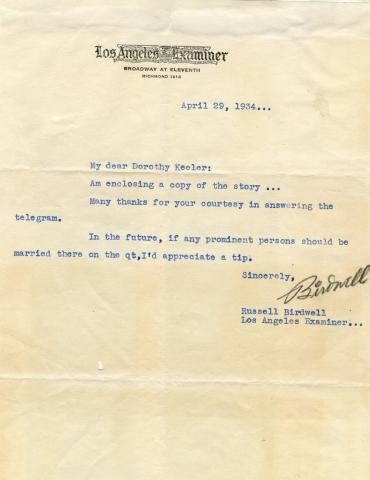 Los Angeles Examiner
BROADWAY AT ELEVENTH
RICHMOND 1212
April 29, 1934...
My dear Dorothy Keeler:
Am enclosing a copy of the story ...
Many thanks for your courtesy in answering the
telegram.
In the future, if any prominent persons should be
married there on the qt,I'd appreciate a tip.
Sincerely,
Birdwell
Russell Birdwell
Los Angeles Examiner...